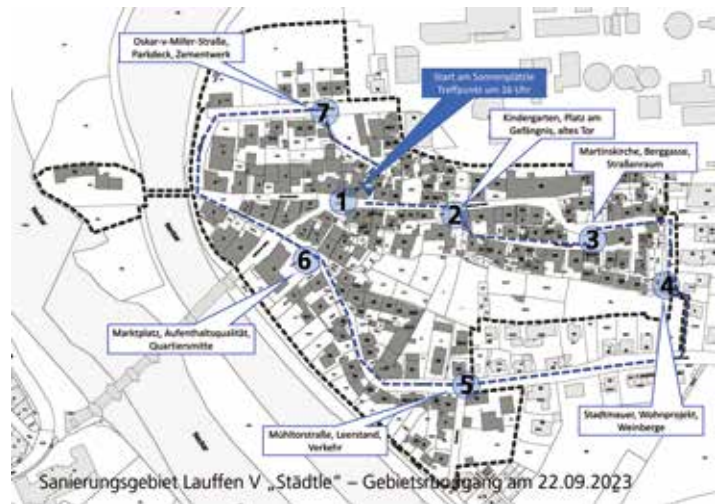 Oskar-v-Miller-Straße,
Parkdeck, Zementwerk
Start am Sonnenplätzle
Treffpunkt um 16 Uhr
Kindergarten, Platz am
Gefängnis, altes Tor
Martinskirche, Berggasse,
Straßenraum
7
1
2
3
6
4
Marktplatz, Aufenthaltsqualität,
Quartiersmitte
5
Mühltorstraße, Leerstand,
Verkehr
Stadtmauer, Wohnprojekt,
Weinberge
Sanierungsgebiet Lauffen V „Städtle“ – Gebietsrundgang am 22.09.2023